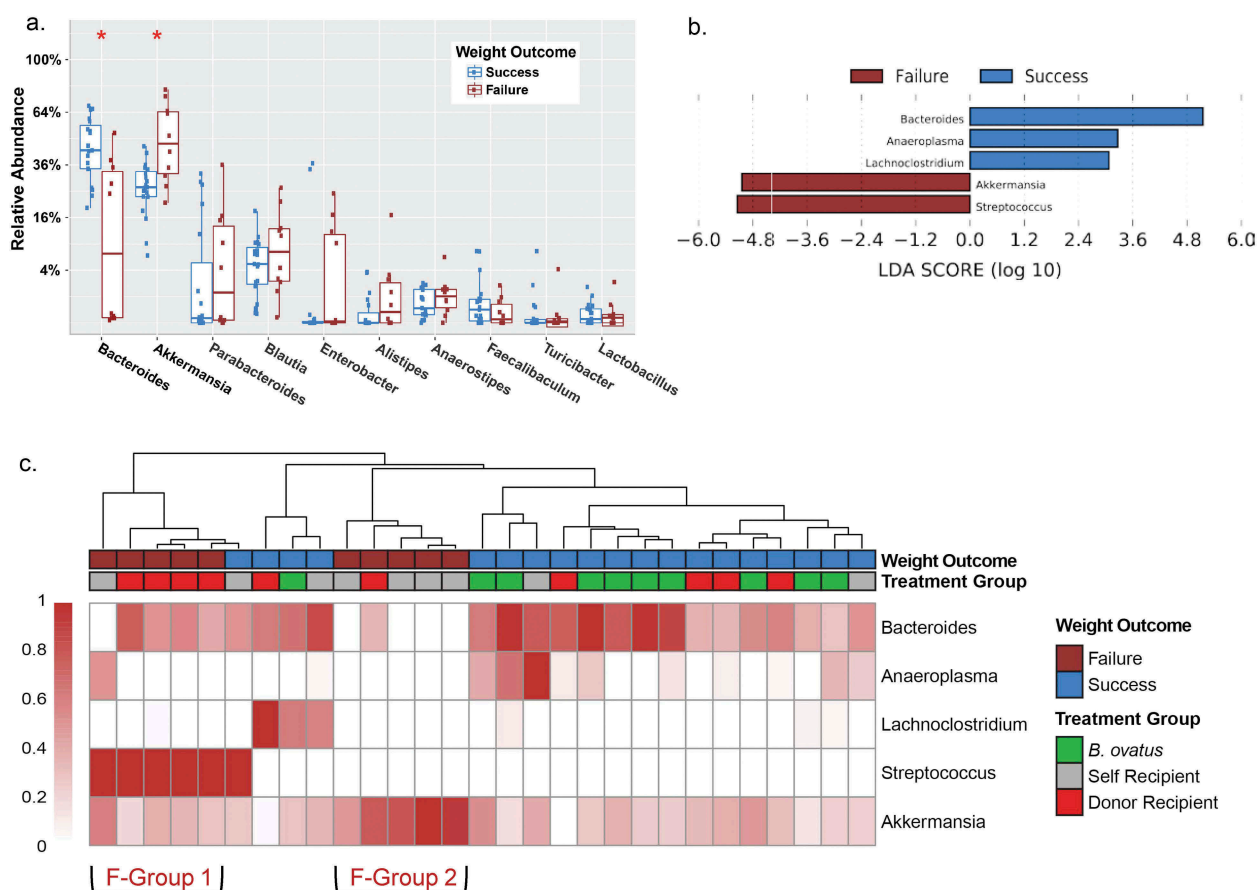 a.
Relative Abundance
100%
64%
36%
16%
4%
* *
Weight Outcome
Success
Failure
Bacteroides
Akkermansia
Parabacteroides
Blautia
Enterobacter
Alistipes
Anaerostipes
Faecalibaculum
Turicibacter
Lactobacillus
b.
Failure Success
Bacteroides
Anaeroplasma
Lachnoclostridium
Akkermansia
Streptococcus
−6.0 −4.8 −3.6 −2.4 −1.2 0.0 1.2 2.4 3.6 4.8 6.0
LDA SCORE (log 10)
c.
Weight Outcome
Treatment Group
1
0.8
0.6
0.4
0.2
0
Bacteroides
Anaeroplasma
Lachnoclostridium
Streptococcus
Akkermansia
F-Group 1
F-Group 2
Weight Outcome
Failure
Success
Treatment Group
B. ovatus
Self Recipient
Donor Recipient